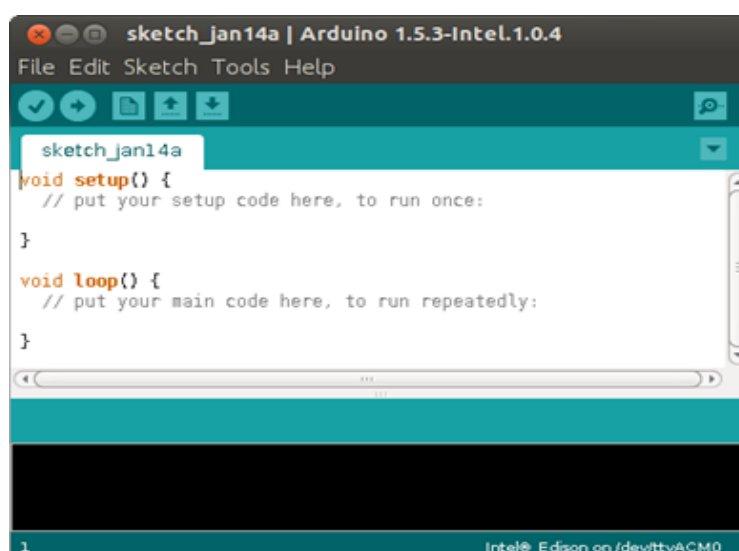 sketch_jan14a | Arduino 1.5.3-Intel.1.0.4
File Edit Sketch Tools Help
sketch_jan14a
void setup() {
// put your setup code here, to run once:
}
void loop() {
// put your main code here, to run repeatedly:
}
1
Intel® Edison on /dev/ttyACM0